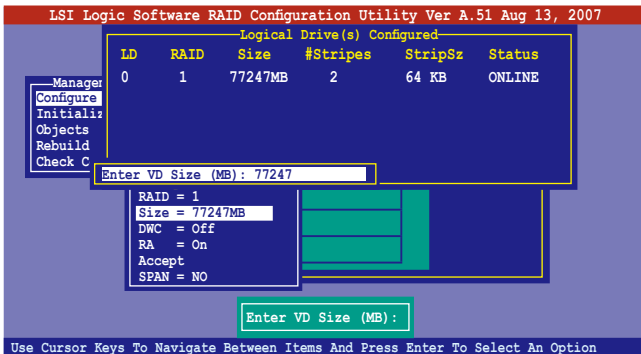 LSI Logic Software RAID Configuration Utility Ver A.51 Aug 13, 2007
Logical Drive(s) Configured
LD RAID Size #Stripes StripSz Status
0 1 77247MB 2 64 KB ONLINE
Configure
Objects
Rebuild
Check C
Enter VD Size (MB): 77247
RAID = 1
Size = 77247MB
DWC = Off
RA = On
Accept
SPAN = NO
Enter VD Size (MB):
Use Cursor Keys To Navigate Between Items And Press Enter To Select An Option